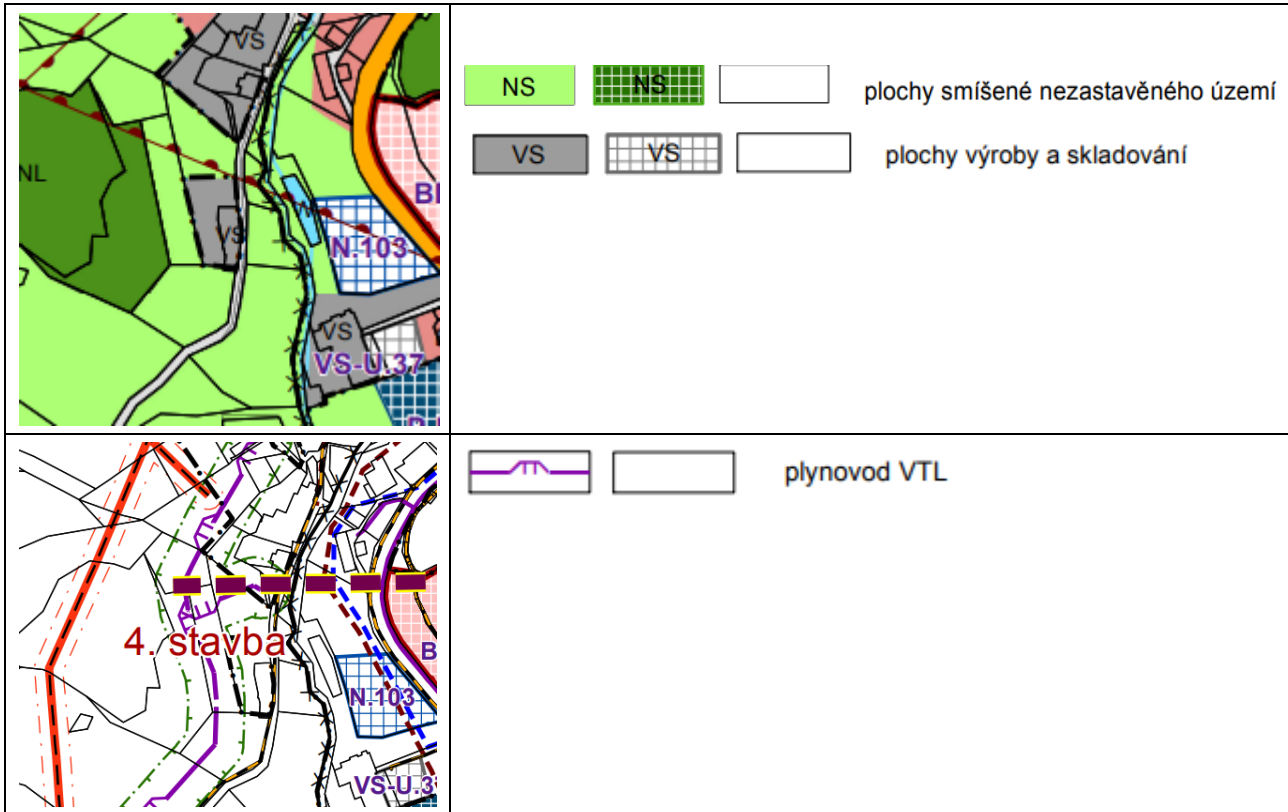 VS
NL
BI
VS
N.103
VS
VS-U.37
NS NS plochy smíšené nezastavěného území
VS VS plochy výroby a skladování
4. stavba
B
N.103
VS-U.3
plynovod VTL